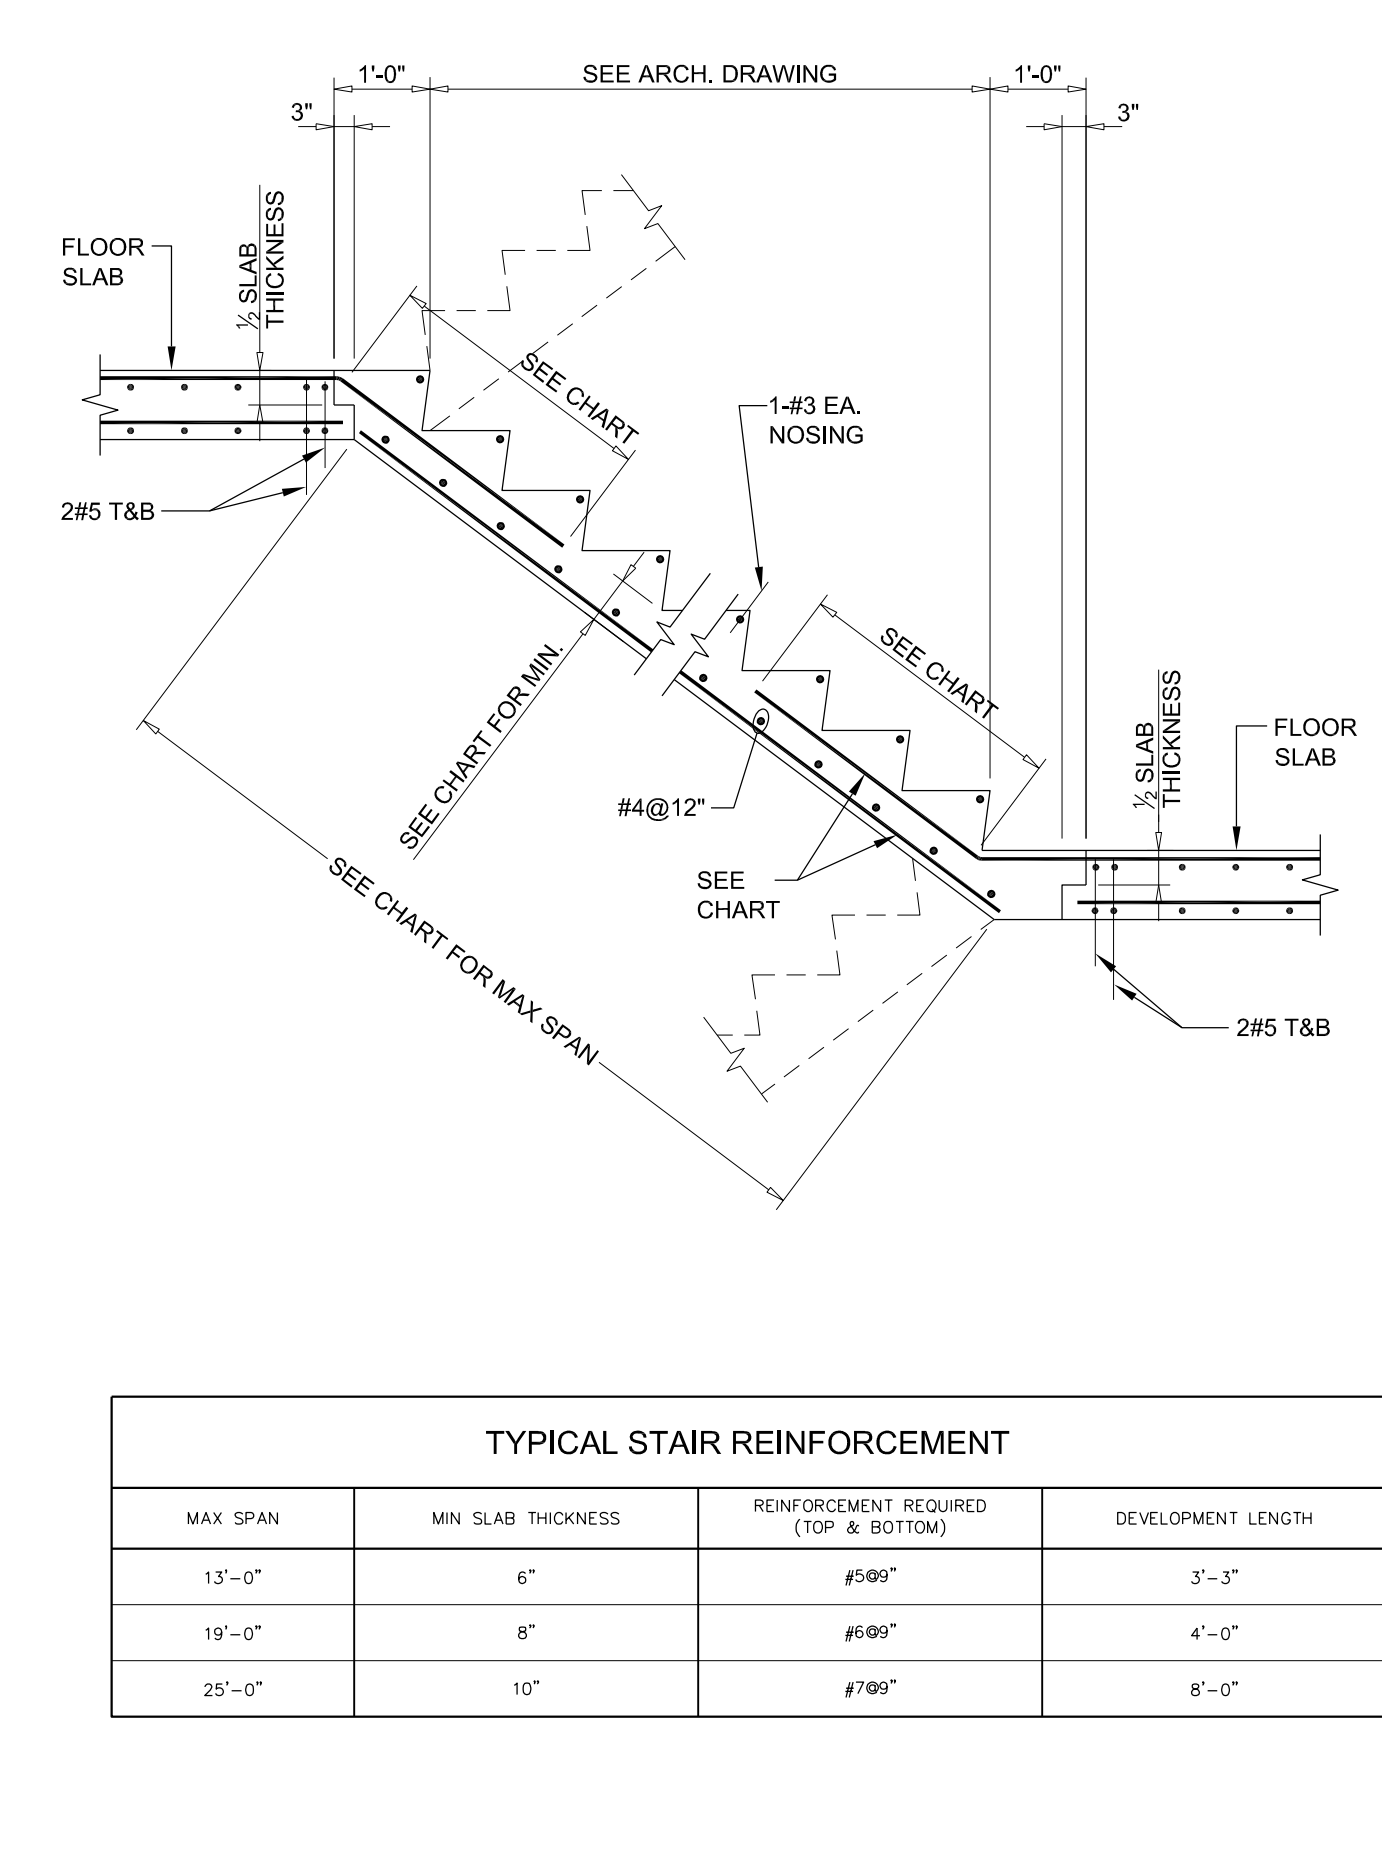 1'-0"
SEE ARCH. DRAWING
1'-0"
3"
3"
FLOOR
SLAB
½ SLAB
THICKNESS
SEE CHART
1-#3 EA.
NOSING
2#5 T&B
SEE CHART FOR MIN.
SEE CHART
½ SLAB
THICKNESS
FLOOR
SLAB
#4@12"
SEE
CHART
SEE CHART FOR MAX SPAN
2#5 T&B
TYPICAL STAIR REINFORCEMENT
MAX SPAN
MIN SLAB THICKNESS
REINFORCEMENT REQUIRED
(TOP & BOTTOM)
DEVELOPMENT LENGTH
13'-0" 6" #5@9" 3'-3"
19'-0" 8" #6@9" 4'-0"
25'-0" 10" #7@9" 8'-0"